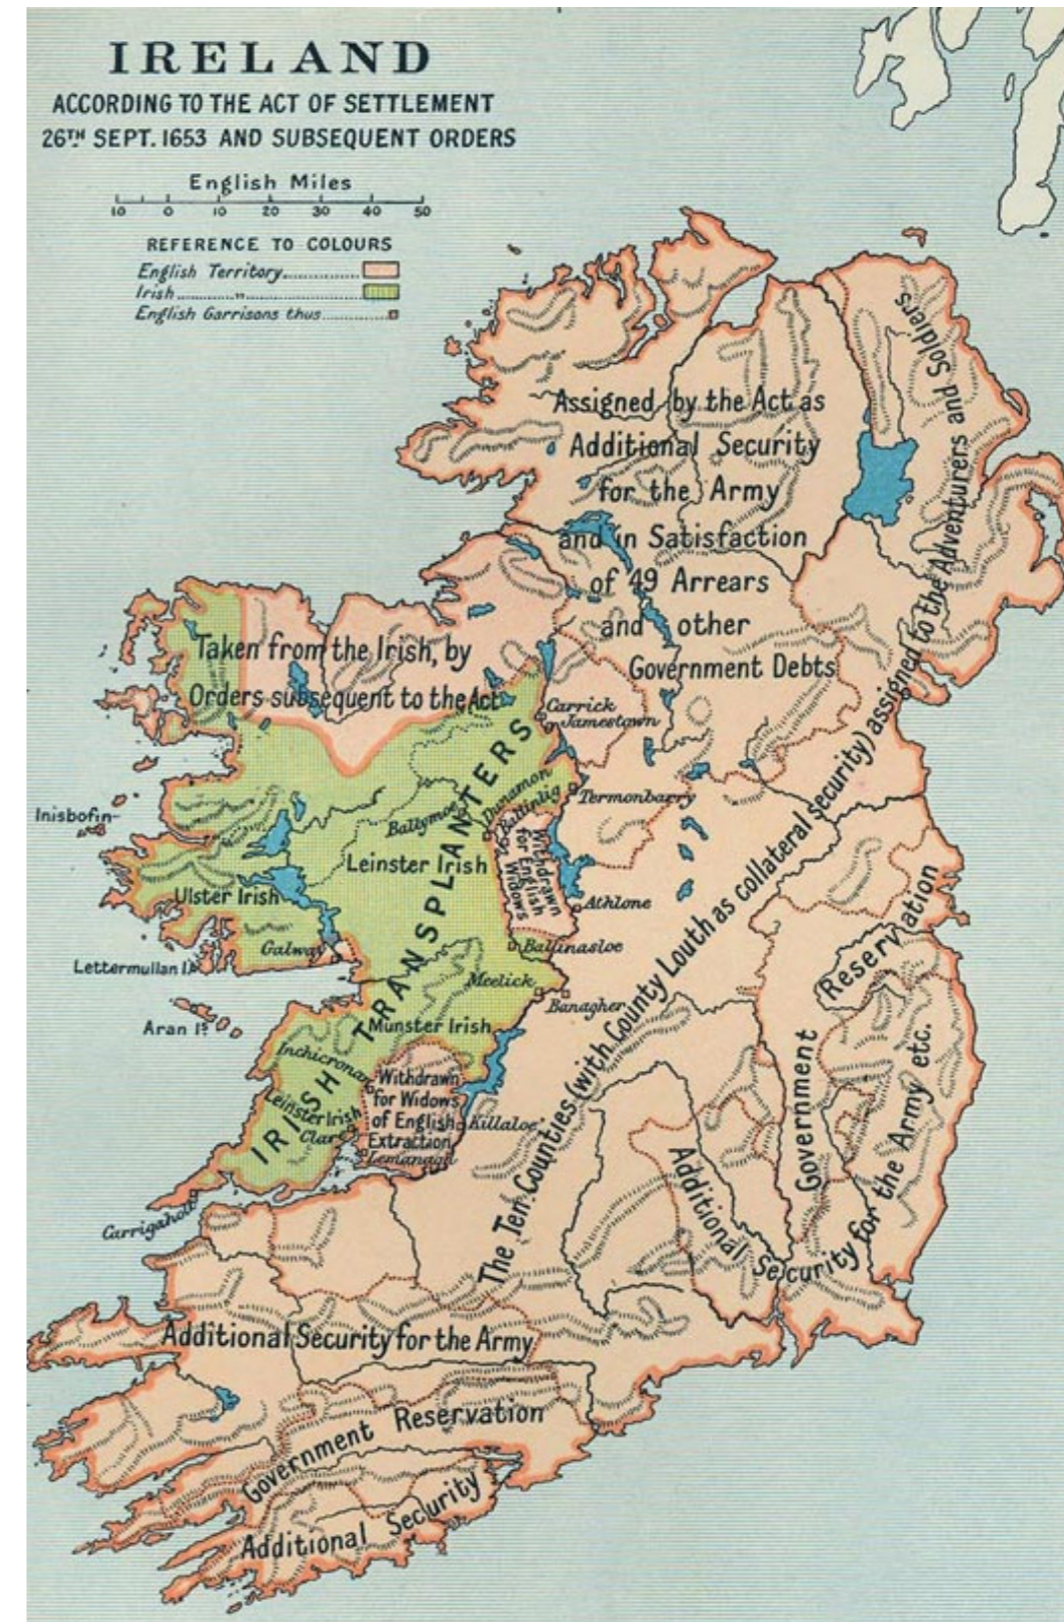 IRELAND
ACCORDING TO THE ACT OF SETTLEMENT
26TH SEPT. 1653 AND SUBSEQUENT ORDERS
English Miles
10 0 10 20 30 40 50
REFERENCE TO COLOURS
English Territory
Irish "
English Garrisons thus
Assigned by the Act as
Additional Security
for the Army
and in Satisfaction
of 49 Arrears
and other
Government Debts
The Ten Counties (with County Louth as collateral security) assigned to the Adventurers and Soldiers
Taken from the Irish, by
Orders subsequent to the Act
Carrick
Jamestown
Termonbarry
IRISH TRANSPLANTERS
Dunamon
Ballinlig
Ballymoe
Inisbofin
Leinster Irish
Withdrawn
for English
Widows
Ulster Irish
Athlone
Galway
Ballinasloe
Lettermullan I.
Meelick
Banagher
Aran Is.
Munster Irish
Inchicronan
Withdrawn
for Widows
of English
Extraction
Leinster Irish
Clare
Killaloe
Lemanagh
Carrigaholt
Government Reservation
Additional Security for the Army etc.
Additional Security for the Army
Government Reservation
Additional Security